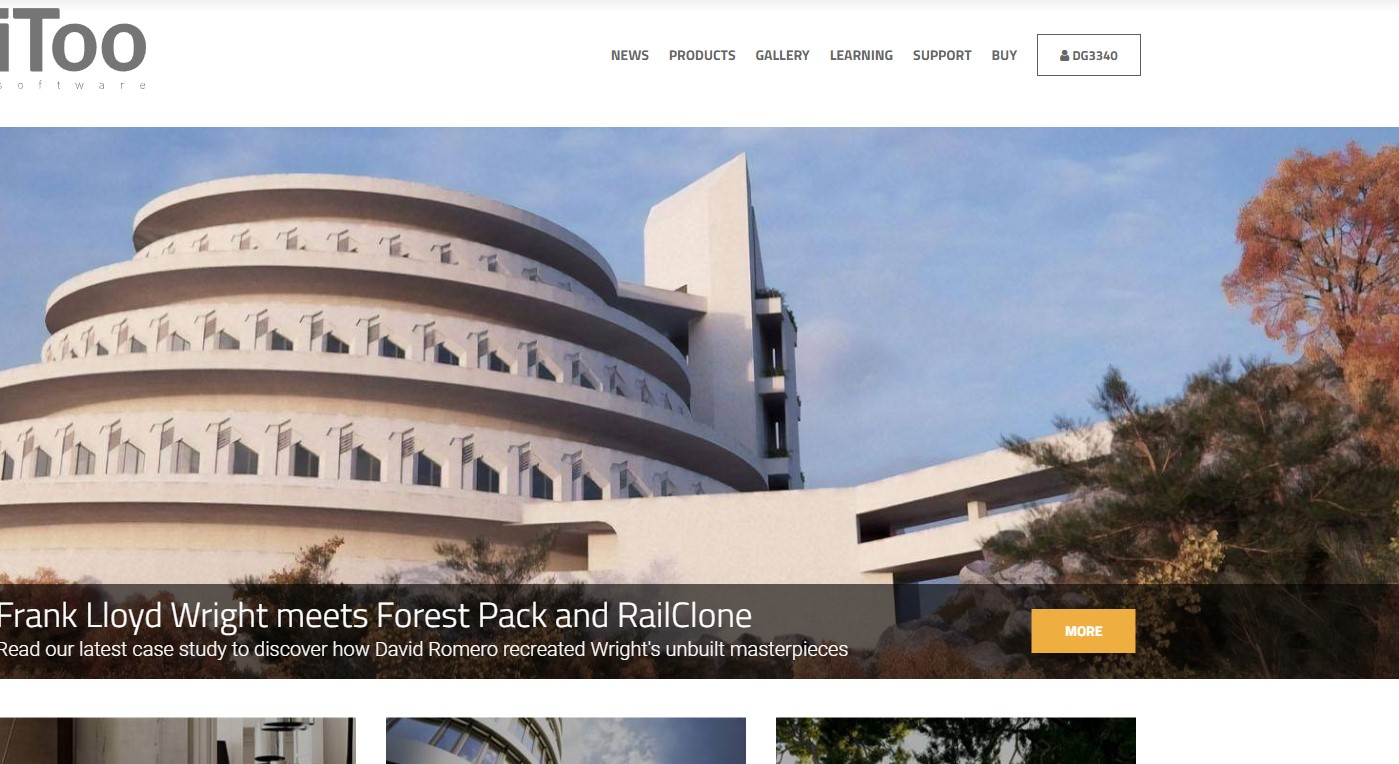 iToo
software
NEWS PRODUCTS GALLERY LEARNING SUPPORT BUY DG3340
Frank Lloyd Wright meets Forest Pack and RailClone
Read our latest case study to discover how David Romero recreated Wright's unbuilt masterpieces
MORE